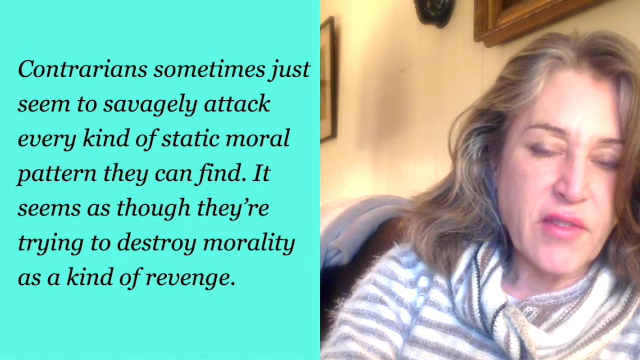 Contrarians sometimes just
seem to savagely attack
every kind of static moral
pattern they can find. It
seems as though they’re
trying to destroy morality
as a kind of revenge.